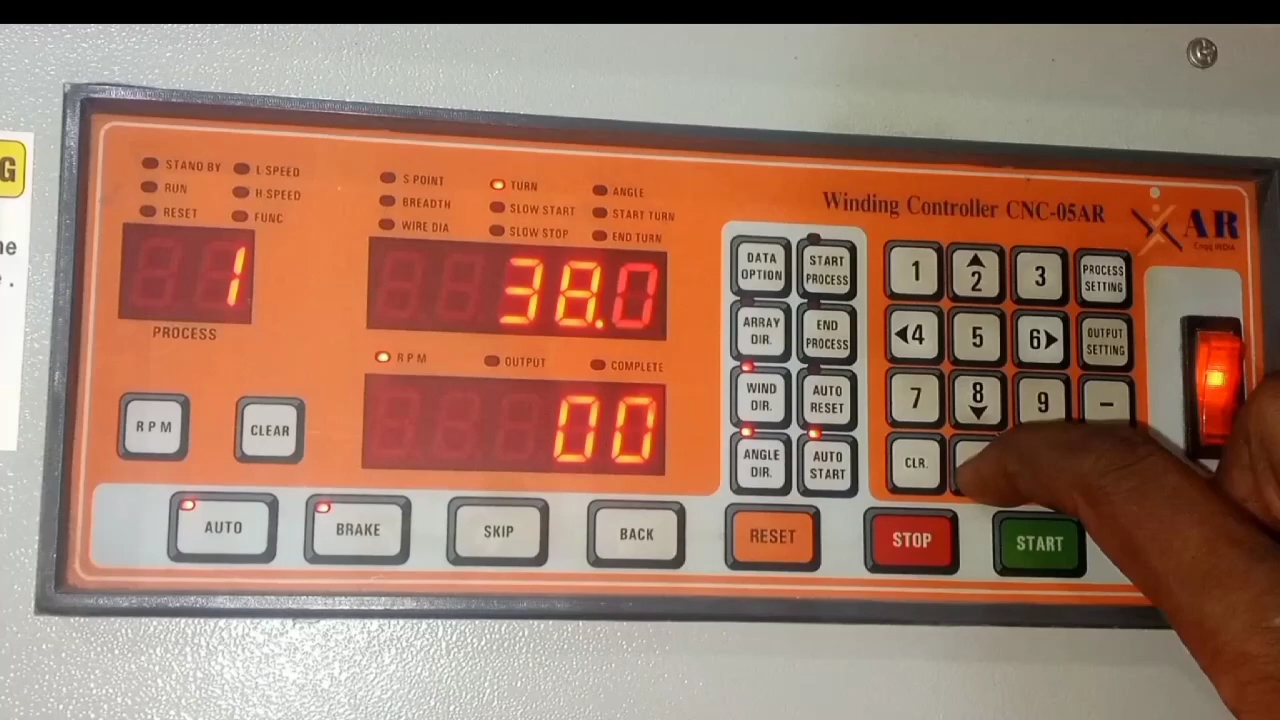 G
ne
e.
STAND BY
L SPEED
RUN
H SPEED
RESET
FUNC
1
PROCESS
S POINT
TURN
ANGLE
BREADTH
SLOW START
START TURN
WIRE DIA
SLOW STOP
END TURN
38.0
RPM
OUTPUT
COMPLETE
00
RPM
CLEAR
Winding Controller CNC-05AR
AR
Engg INDIA
DATA OPTION
START PROCESS
ARRAY DIR.
END PROCESS
WIND DIR.
AUTO RESET
ANGLE DIR.
AUTO START
1
2
3
PROCESS SETTING
4
5
6
OUTPUT SETTING
7
8
9
–
CLR.
AUTO
BRAKE
SKIP
BACK
RESET
STOP
START